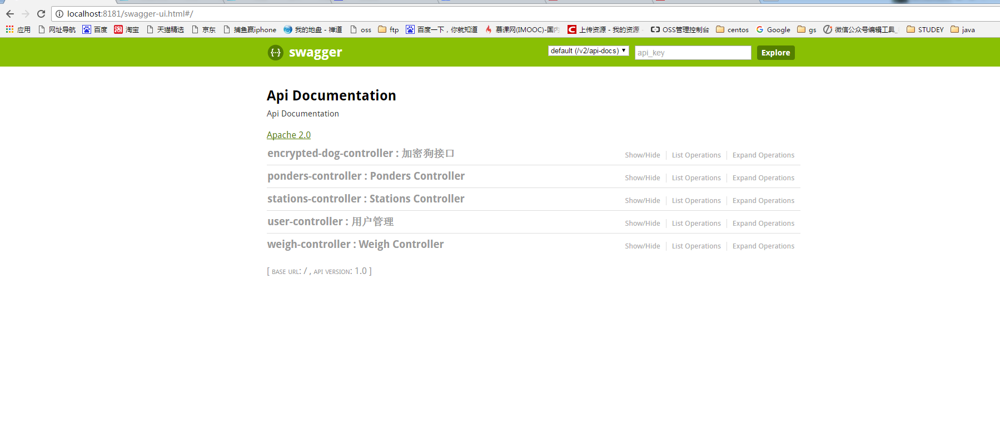 localhost:8181/swagger-ui.html#/
应用 网址导航 百度 淘宝 天猫精选 京东 捕鱼赢iphone 我的地盘 - 禅道 oss ftp 百度一下，你就知道 慕课网(IMOOC)-国内 上传资源 - 我的资源 - OSS管理控制台 centos Google gs 微信公众号编辑工具_ STUDEY java
swagger default (/v2/api-docs) api_key Explore
Api Documentation
Api Documentation
Apache 2.0
encrypted-dog-controller : 加密狗接口 Show/Hide List Operations Expand Operations
ponders-controller : Ponders Controller Show/Hide List Operations Expand Operations
stations-controller : Stations Controller Show/Hide List Operations Expand Operations
user-controller : 用户管理 Show/Hide List Operations Expand Operations
weigh-controller : Weigh Controller Show/Hide List Operations Expand Operations
[ BASE URL: / , API VERSION: 1.0 ]